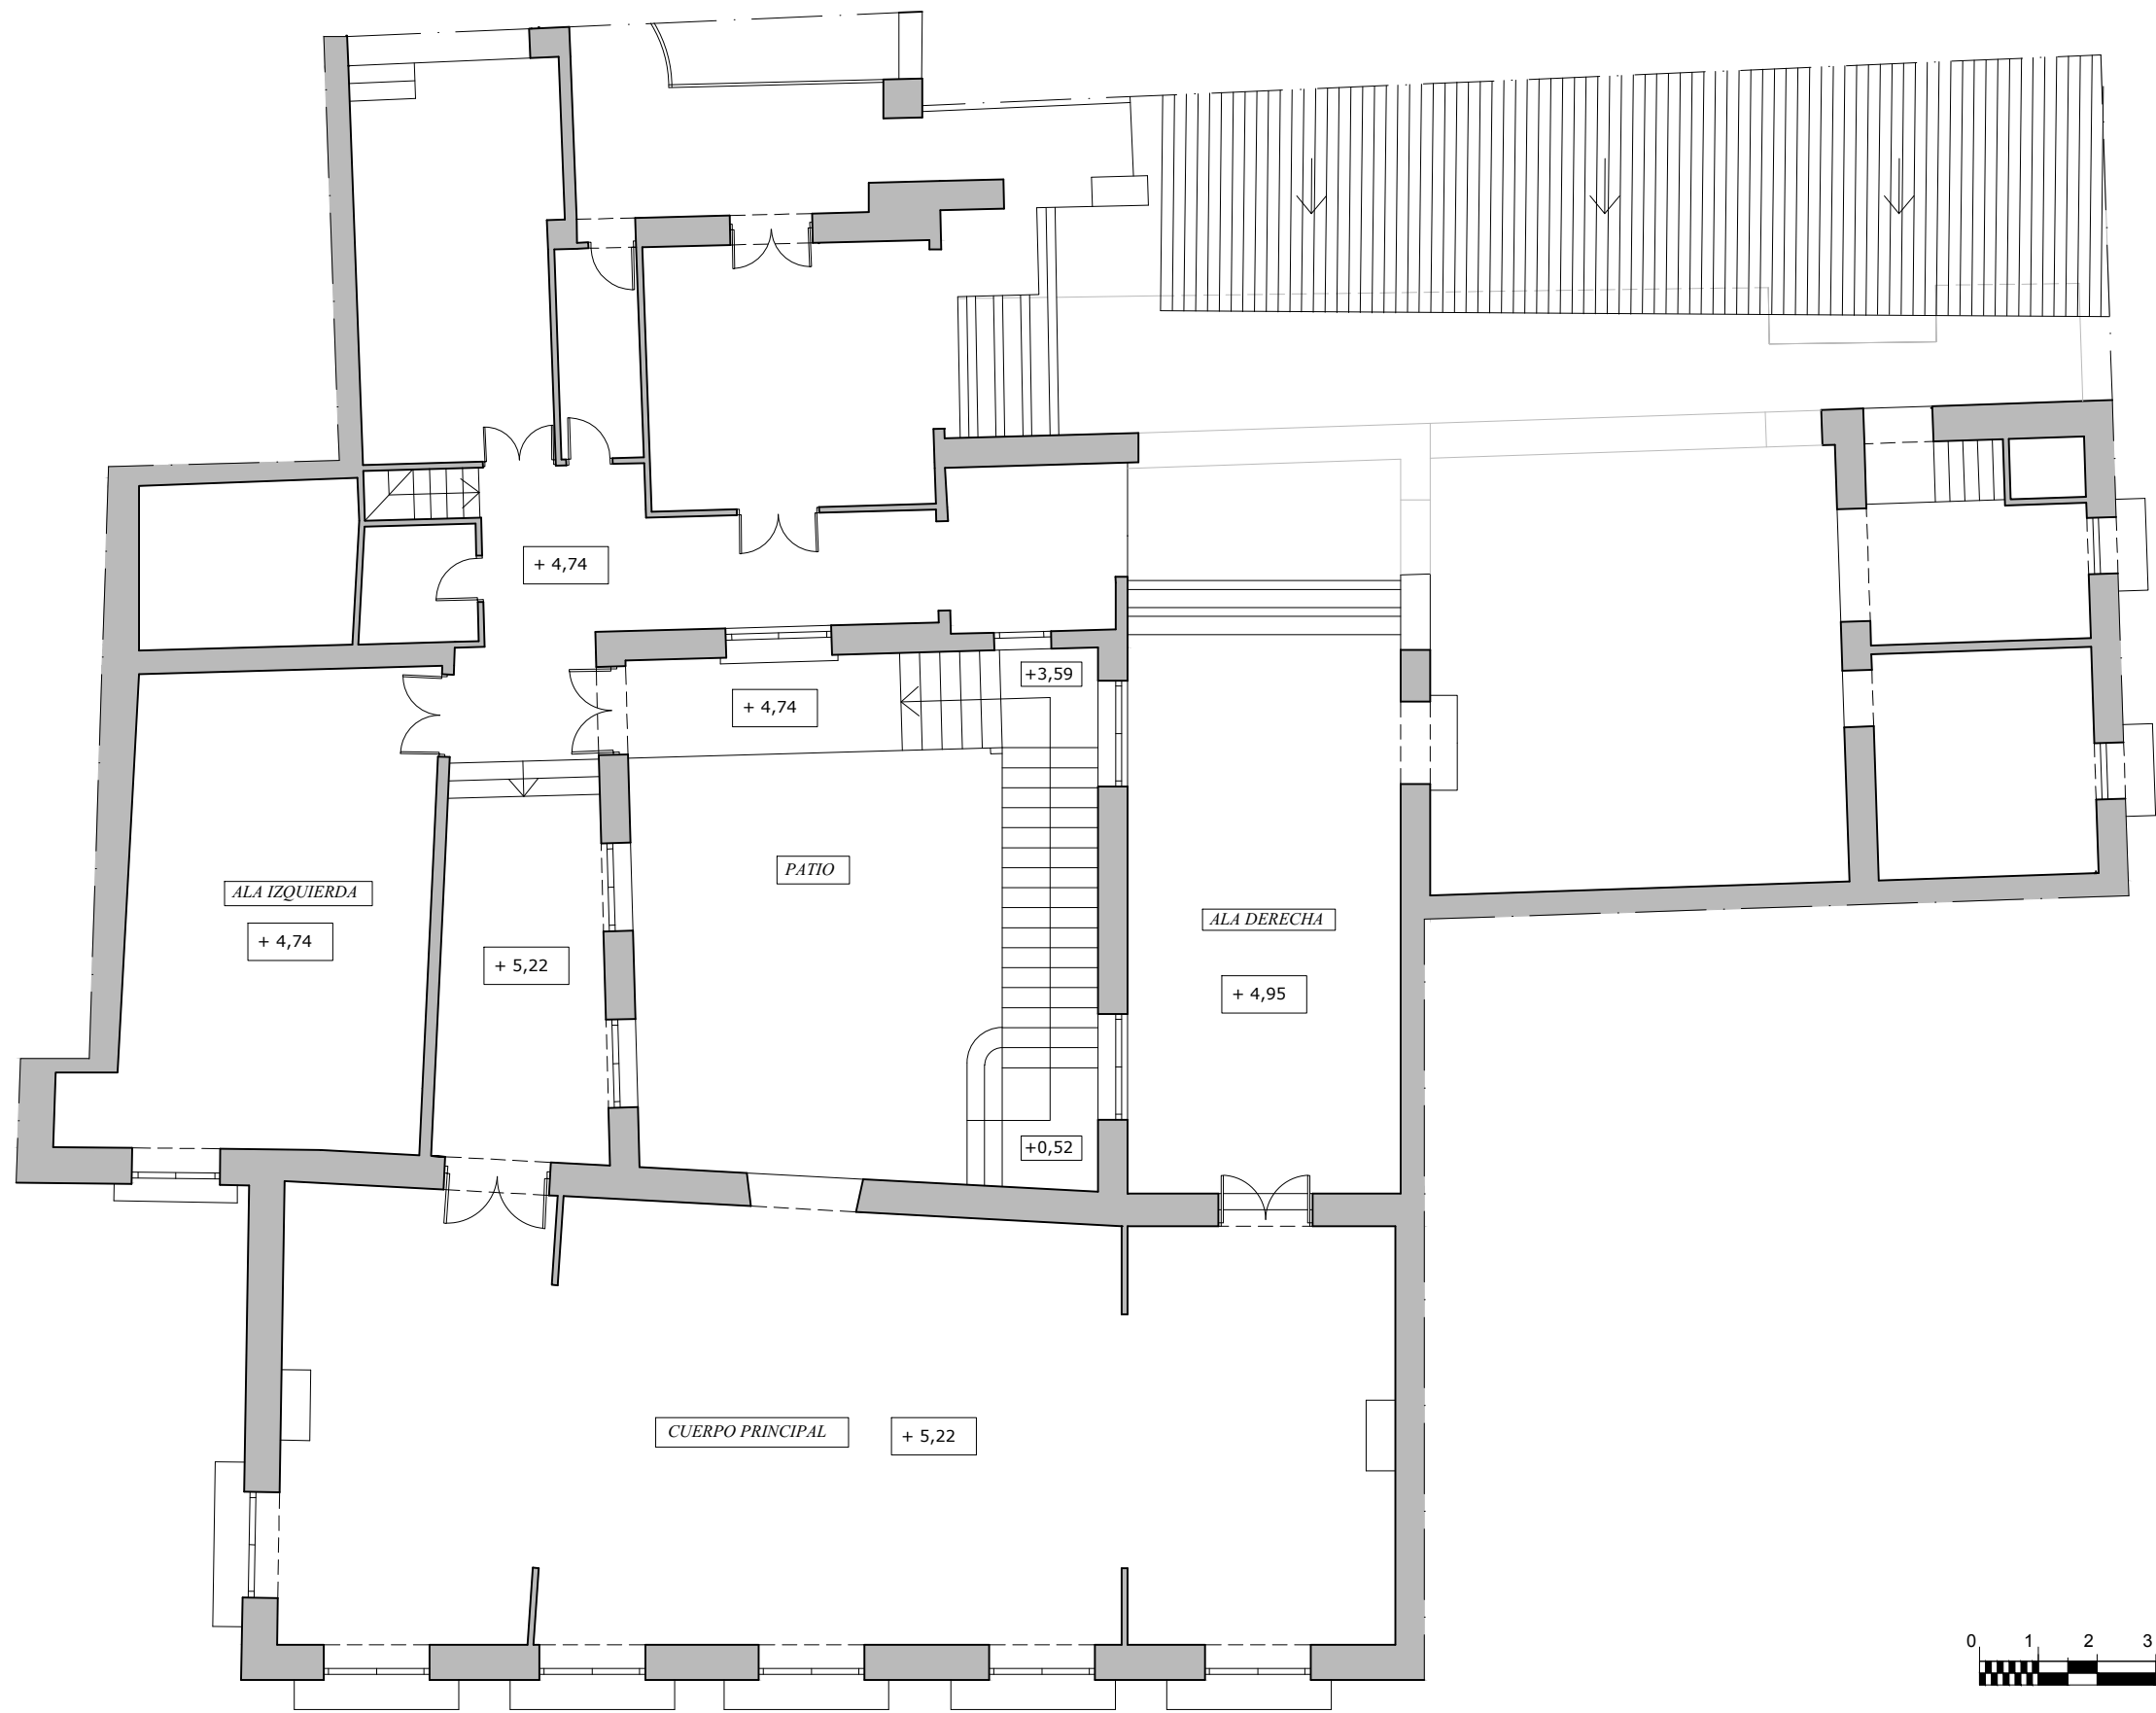 + 4,74
+3,59
+ 4,74
PATIO
ALA IZQUIERDA
+ 4,74
ALA DERECHA
+ 5,22
+ 4,95
+0,52
CUERPO PRINCIPAL
+ 5,22
0 1 2 3